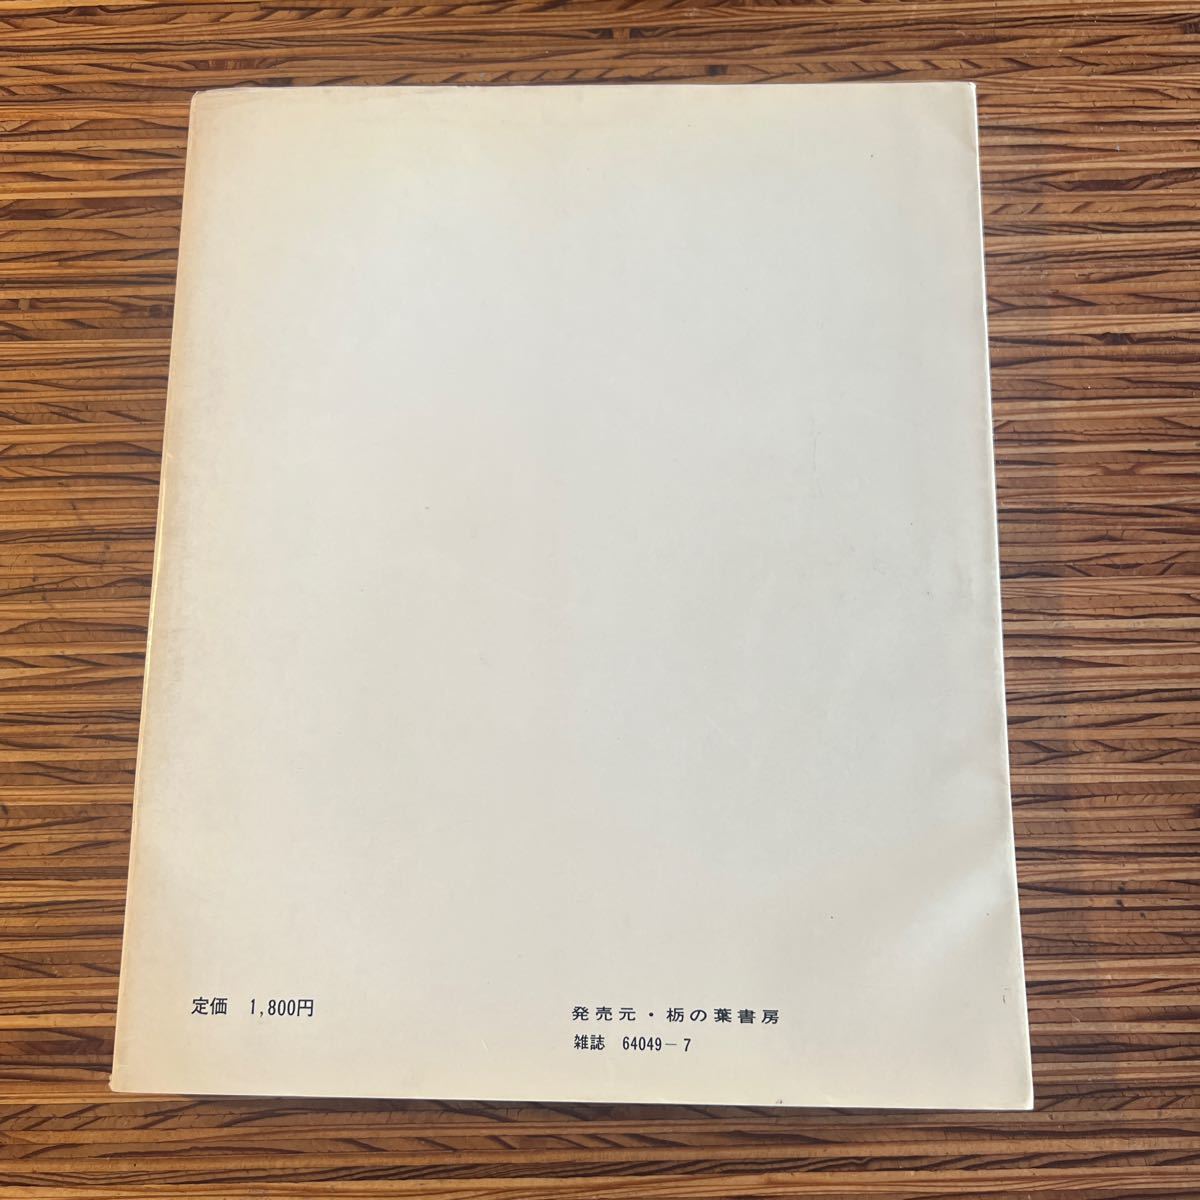 定価 1,800円
発売元・栃の葉書房
雑誌 64049-7